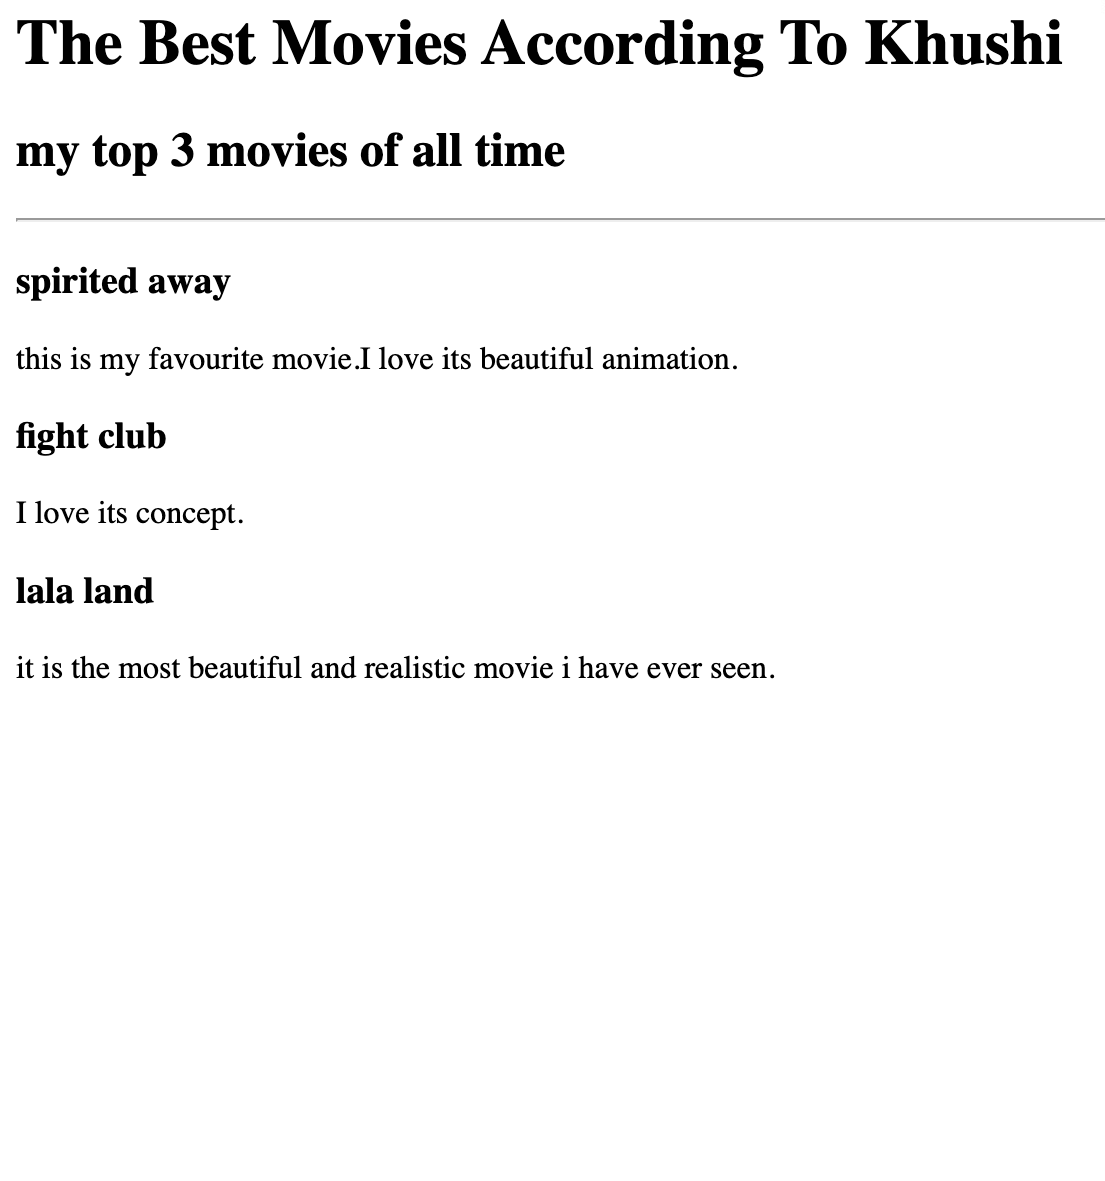 The Best Movies According To Khushi
my top 3 movies of all time
spirited away
this is my favourite movie.I love its beautiful animation.
fight club
I love its concept.
lala land
it is the most beautiful and realistic movie i have ever seen.